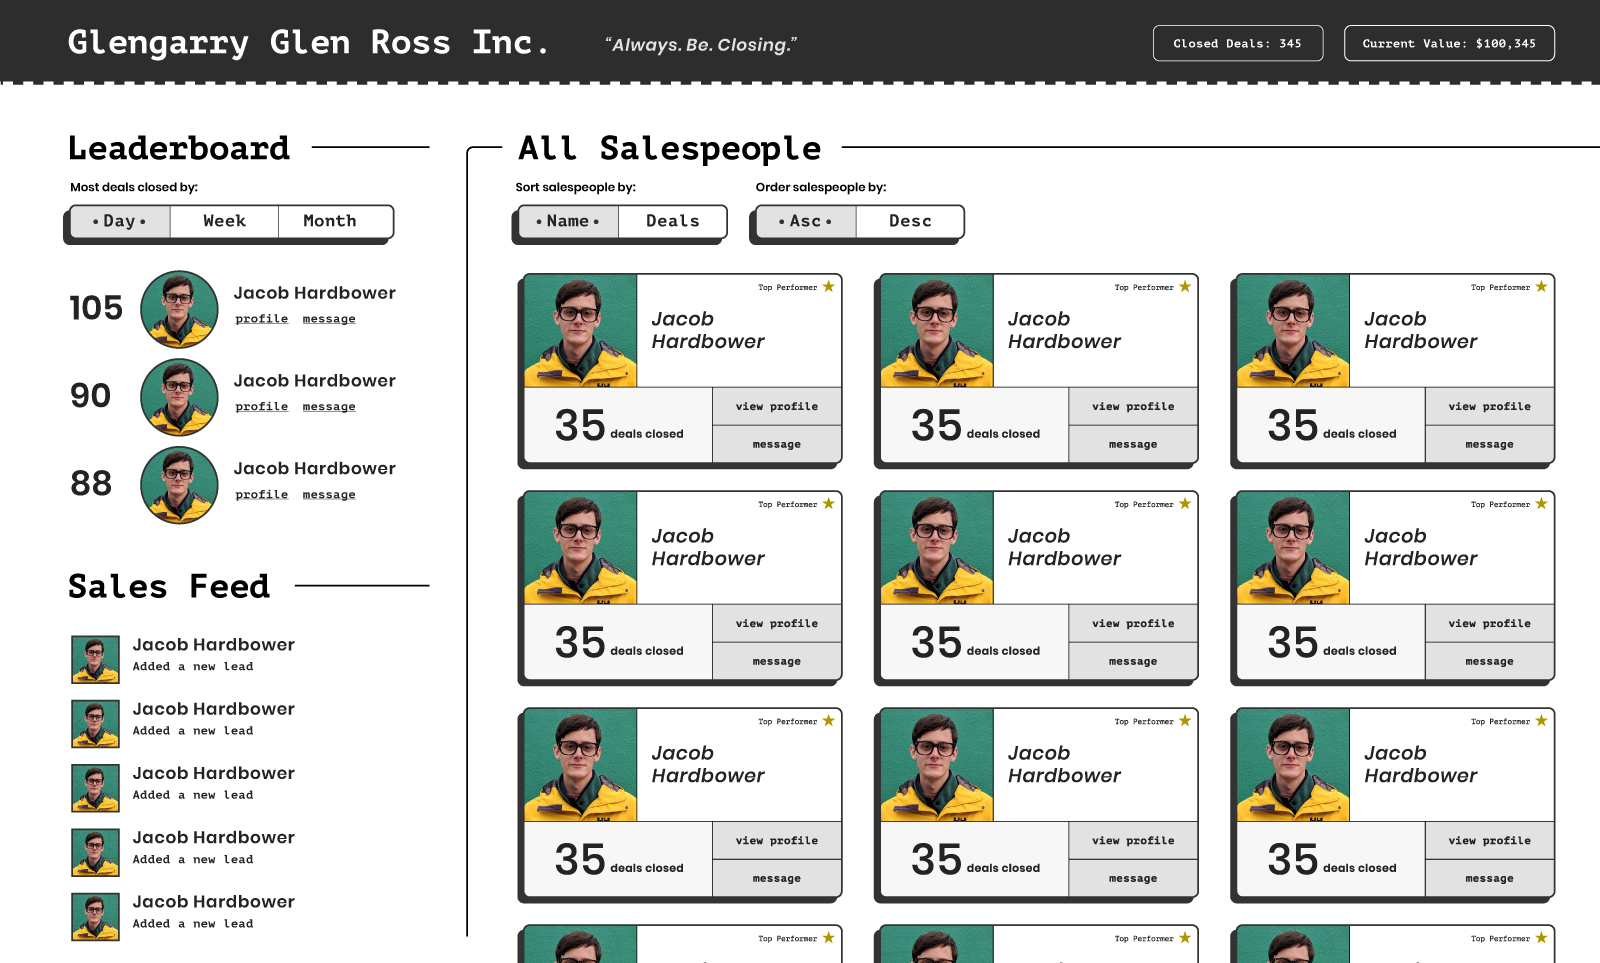 Glengarry Glen Ross Inc.
“Always. Be. Closing.”
Closed Deals: 345
Current Value: $100,345
Leaderboard
Most deals closed by:
• Day •
Week
Month
105
Jacob Hardbower
profile message
90
Jacob Hardbower
profile message
88
Jacob Hardbower
profile message
Sales Feed
Jacob Hardbower
Added a new lead
Jacob Hardbower
Added a new lead
Jacob Hardbower
Added a new lead
Jacob Hardbower
Added a new lead
Jacob Hardbower
Added a new lead
All Salespeople
Sort salespeople by:
• Name •
Deals
Order salespeople by:
• Asc •
Desc
Top Performer
Jacob
Hardbower
35 deals closed
view profile
message
Top Performer
Jacob
Hardbower
35 deals closed
view profile
message
Top Performer
Jacob
Hardbower
35 deals closed
view profile
message
Top Performer
Jacob
Hardbower
35 deals closed
view profile
message
Top Performer
Jacob
Hardbower
35 deals closed
view profile
message
Top Performer
Jacob
Hardbower
35 deals closed
view profile
message
Top Performer
Jacob
Hardbower
35 deals closed
view profile
message
Top Performer
Jacob
Hardbower
35 deals closed
view profile
message
Top Performer
Jacob
Hardbower
35 deals closed
view profile
message
Top Performer
Top Performer
Top Performer